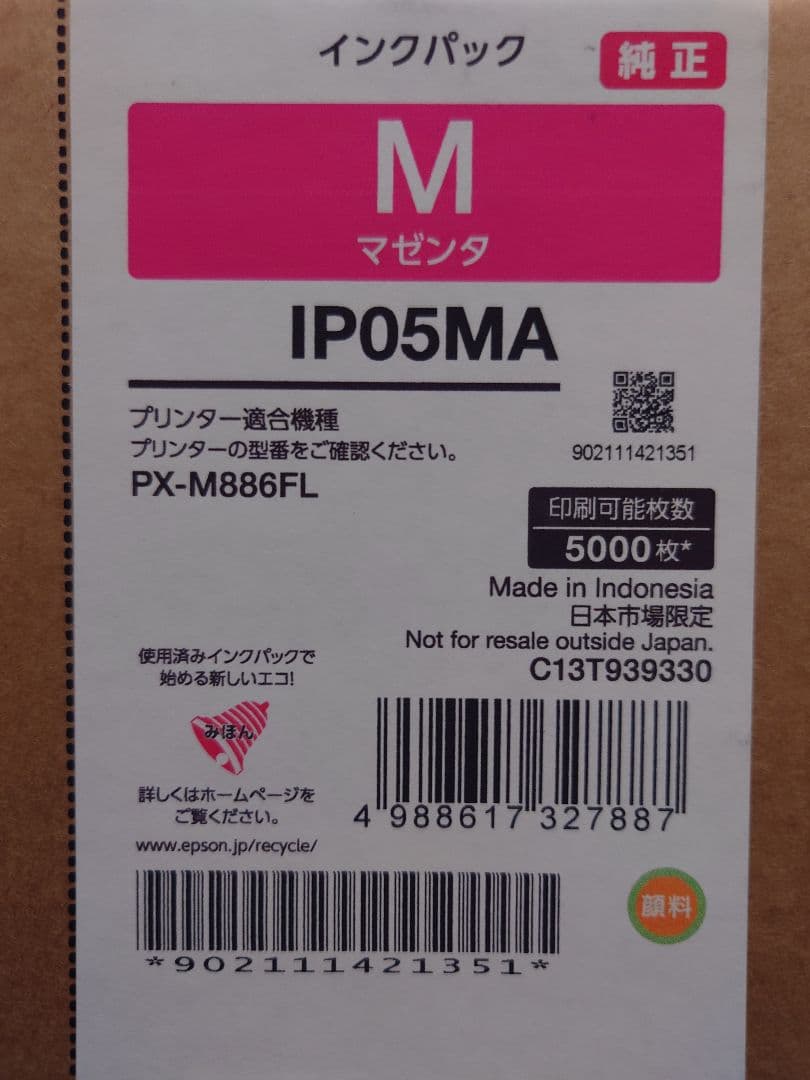 インクパック
純正
M
マゼンタ
IP05MA
プリンター適合機種
プリンターの型番をご確認ください。
PX-M886FL
902111421351
印刷可能枚数
5000枚*
Made in Indonesia
日本市場限定
Not for resale outside Japan.
C13T939330
使用済みインクパックで
始める新しいエコ!
みほん
詳しくはホームページを
ご覧ください。
www.epson.jp/recycle/
4 988617 327887
*902111421351*
顔料